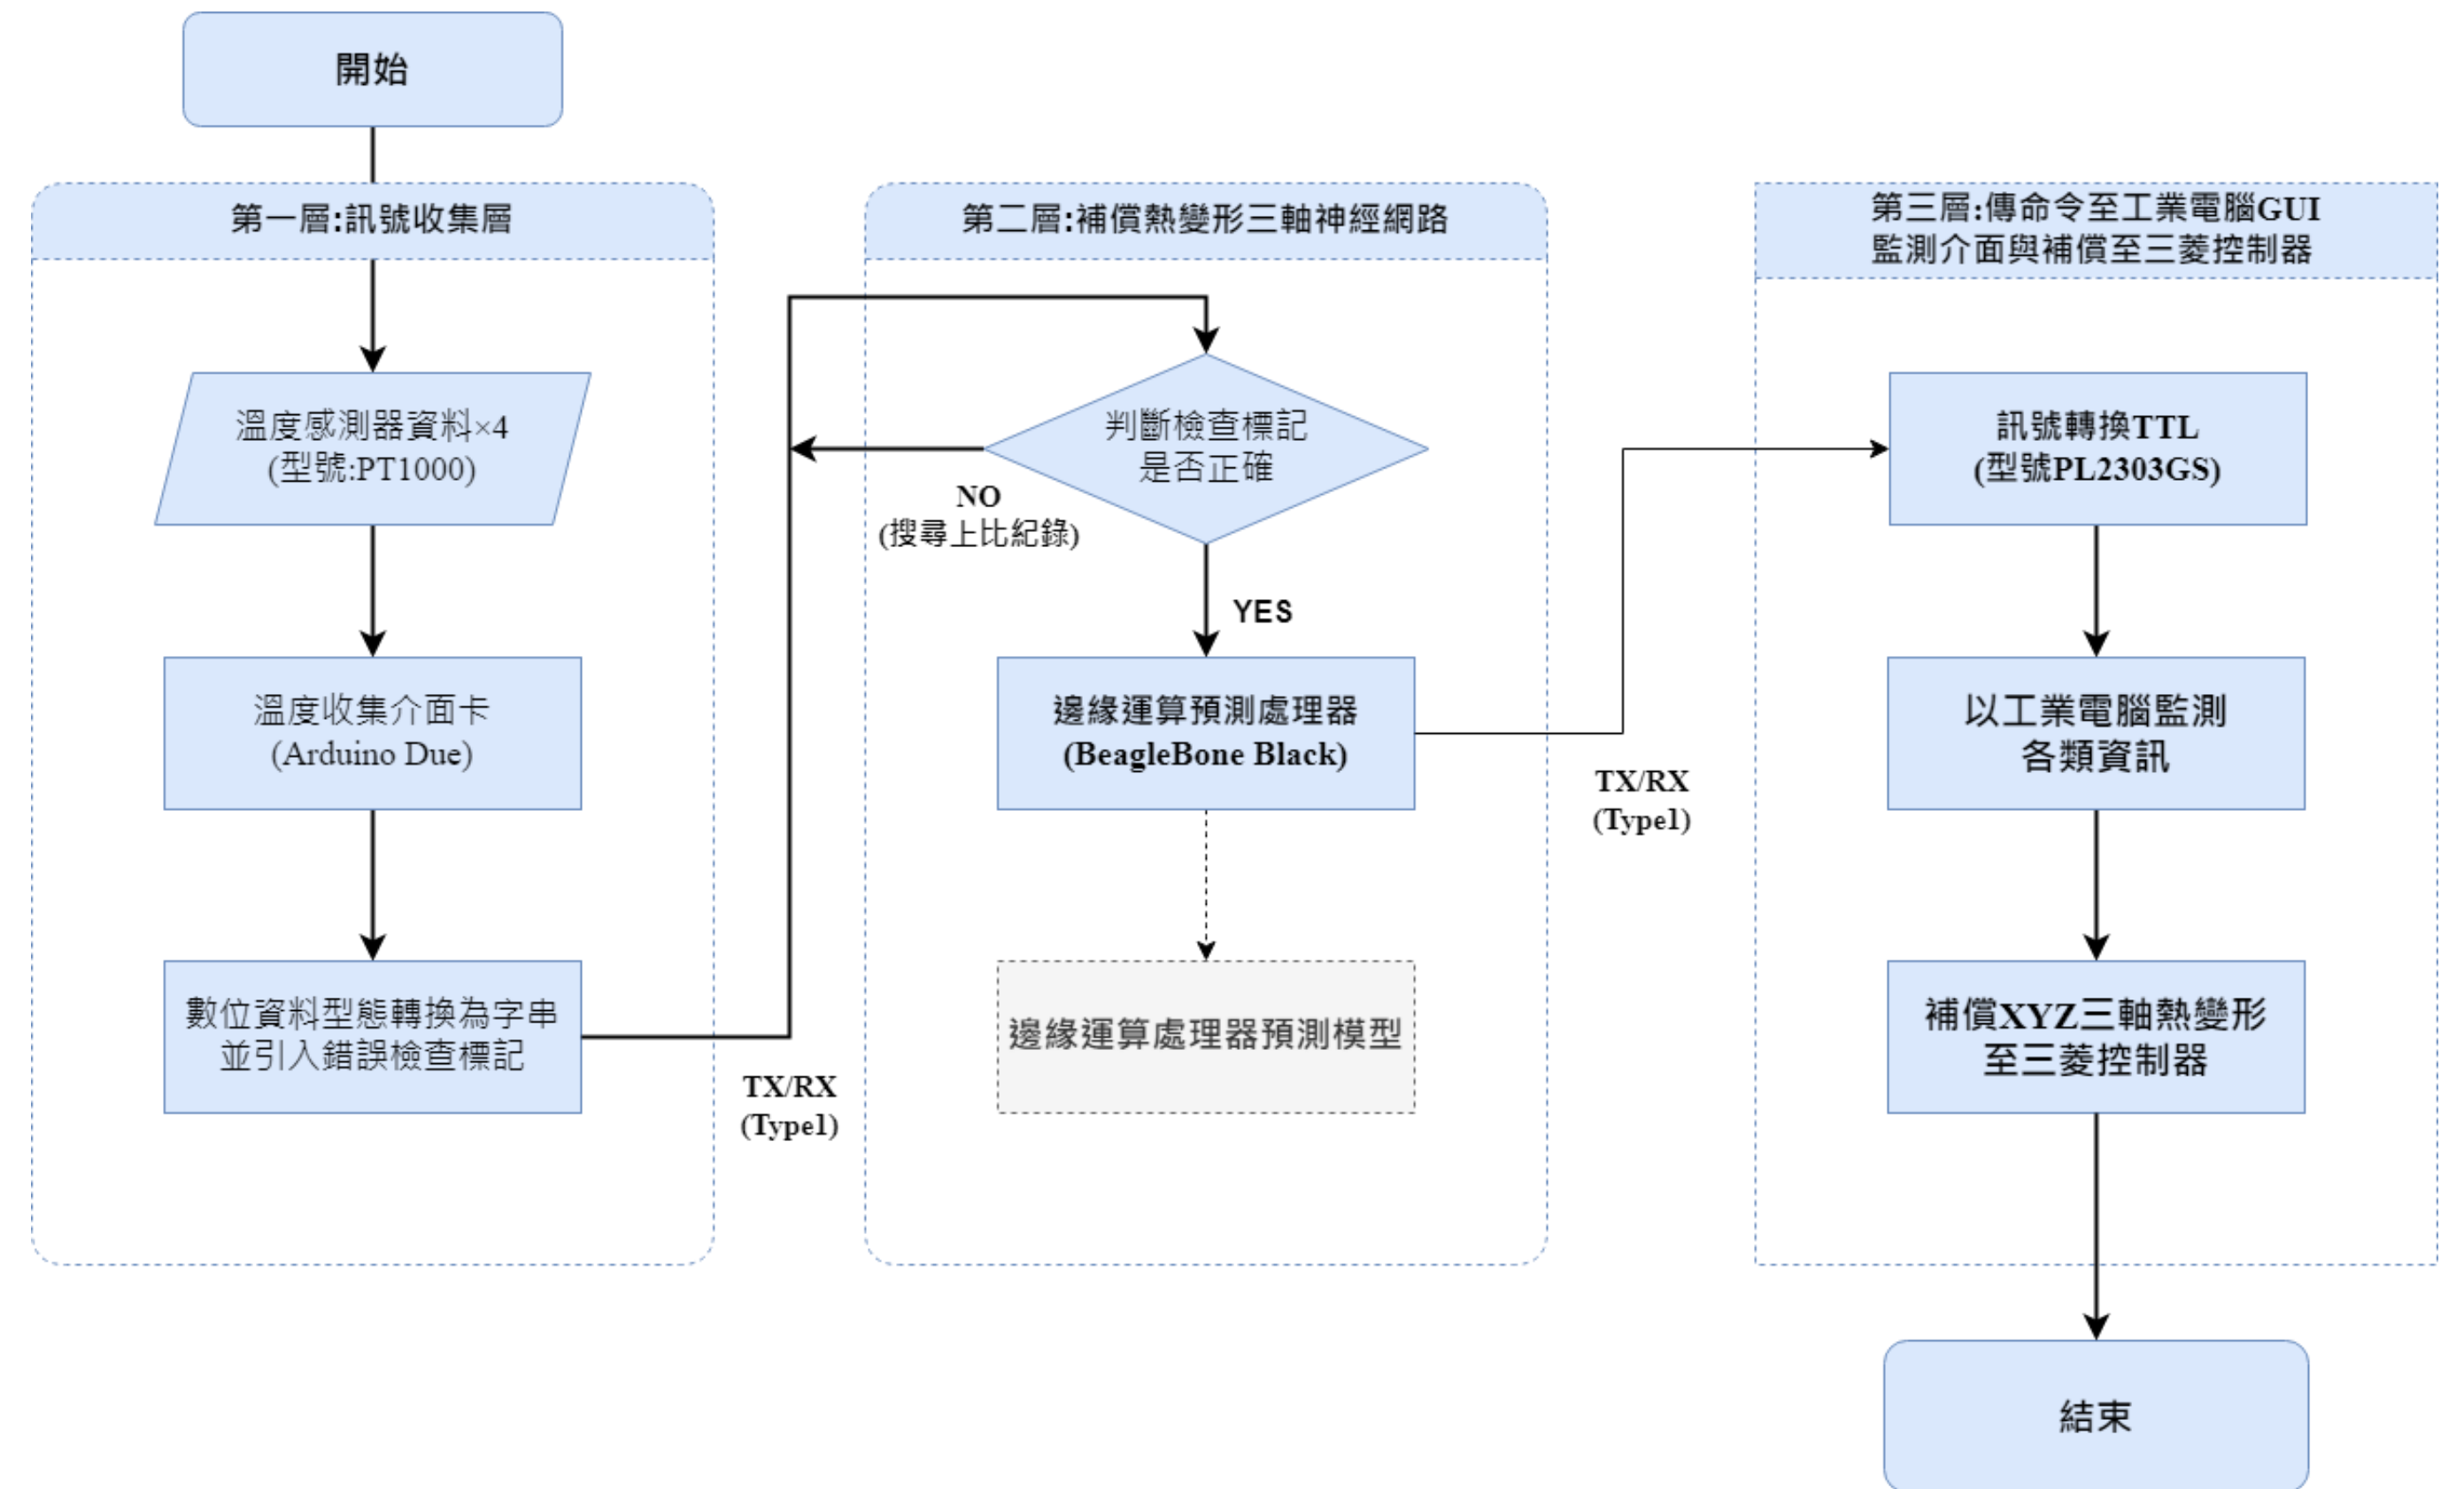 開始
第一層:訊號收集層
溫度感測器資料×4
(型號:PT1000)
溫度收集介面卡
(Arduino Due)
數位資料型態轉換為字串
並引入錯誤檢查標記
TX/RX
(Type1)
第二層:補償熱變形三軸神經網路
判斷檢查標記
是否正確
NO
(搜尋上比紀錄)
YES
邊緣運算預測處理器
(BeagleBone Black)
邊緣運算處理器預測模型
TX/RX
(Type1)
第三層:傳命令至工業電腦GUI
監測介面與補償至三菱控制器
訊號轉換TTL
(型號PL2303GS)
以工業電腦監測
各類資訊
補償XYZ三軸熱變形
至三菱控制器
結束